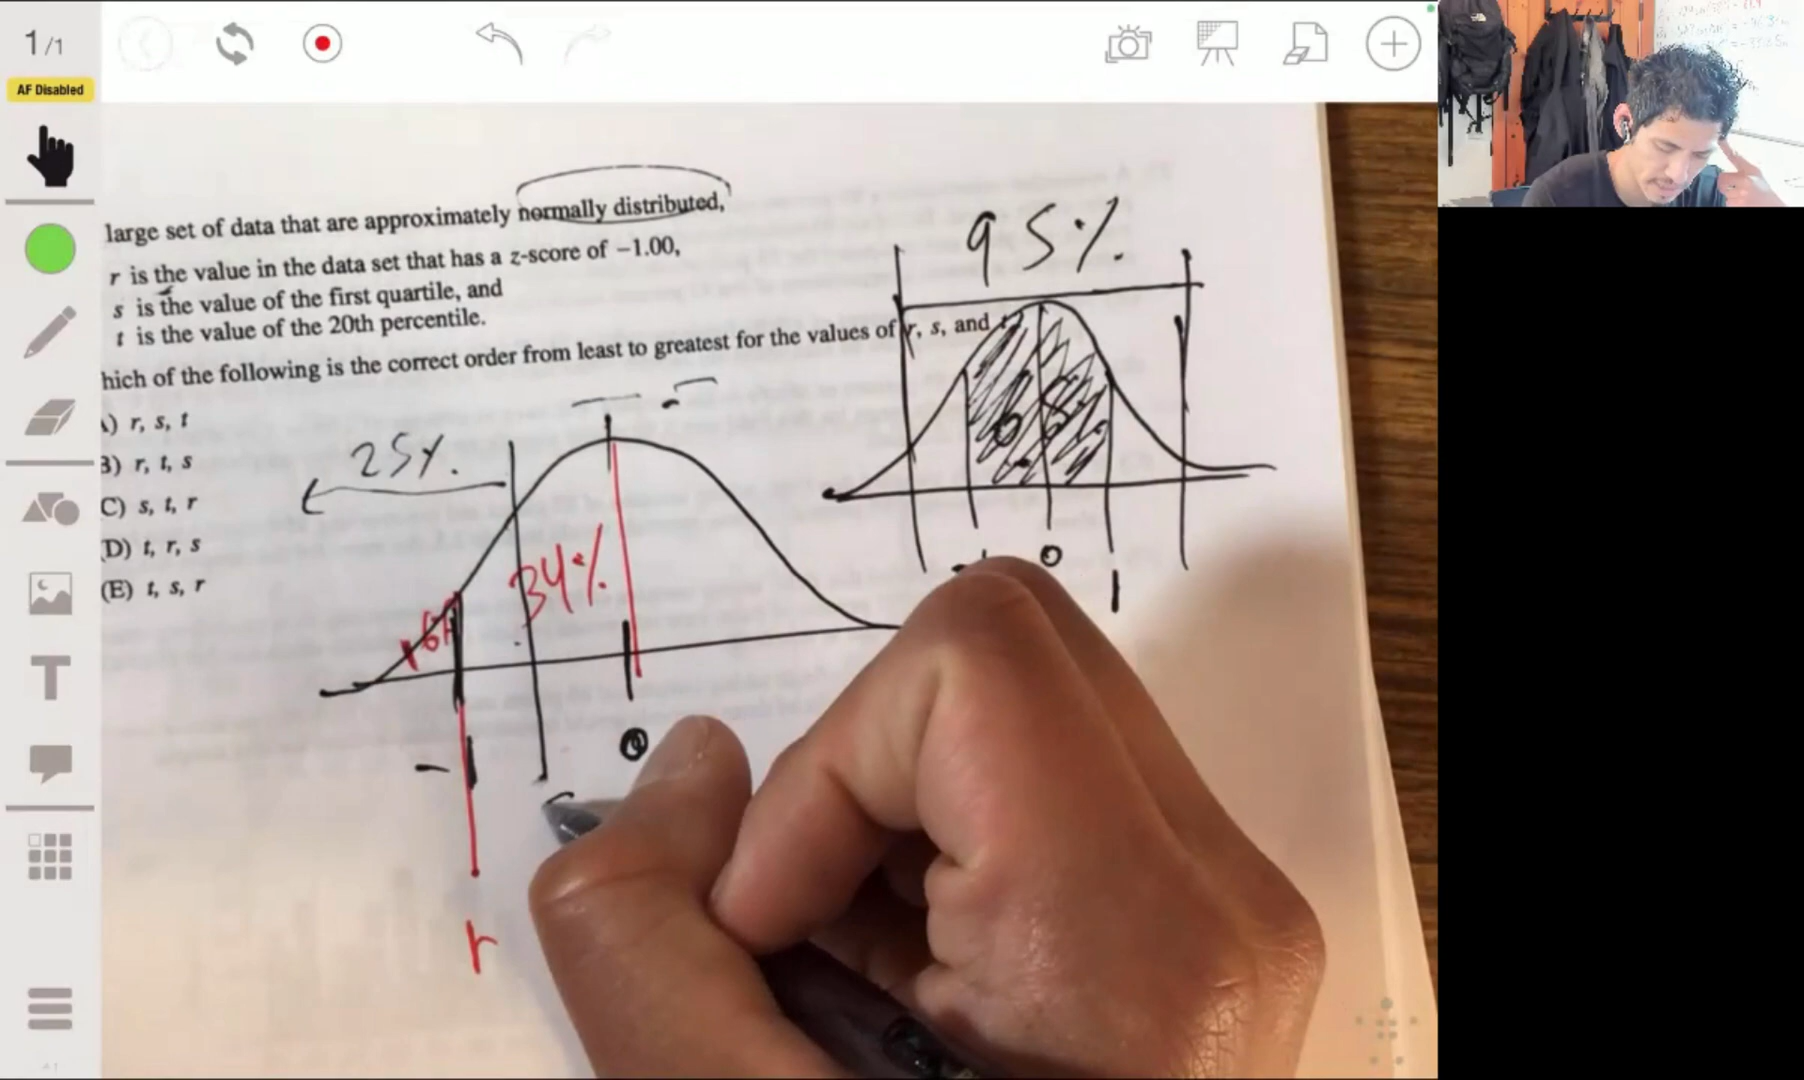 1/1
AF Disabled
large set of data that are approximately normally distributed,
r is the value in the data set that has a z-score of −1.00,
s is the value of the first quartile, and
t is the value of the 20th percentile.
hich of the following is the correct order from least to greatest for the values of r, s, and
) r, s, t
B) r, t, s
C) s, t, r
(D) t, r, s
(E) t, s, r
95%
25%.
34%
16%
-1
0
r
0
1
T